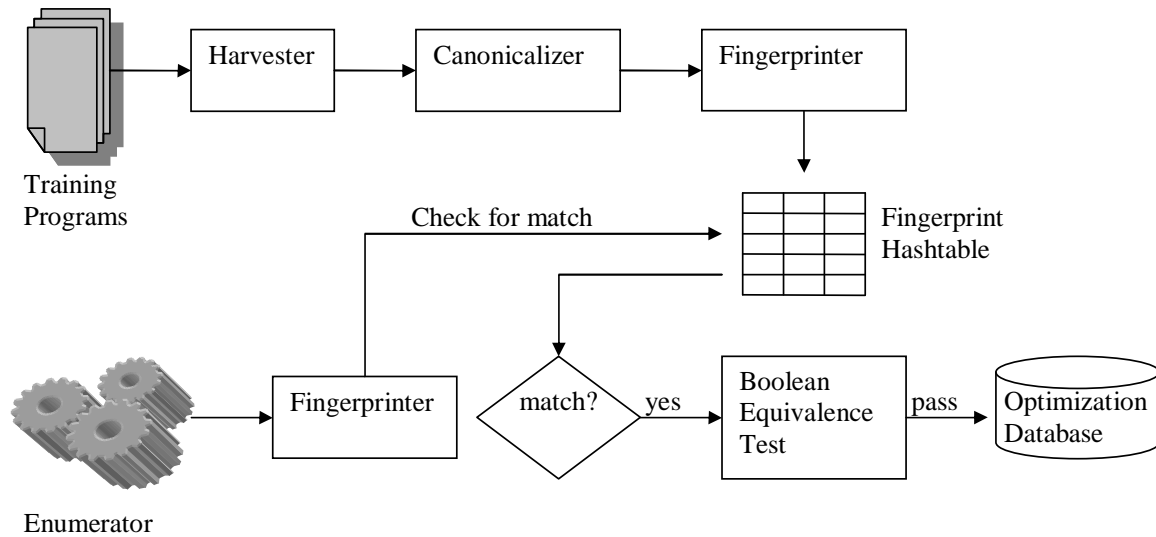 Harvester
Canonicalizer
Fingerprinter
Training
Programs
Check for match
Fingerprint
Hashtable
Fingerprinter
match?
yes
Boolean
Equivalence
Test
pass
Optimization
Database
Enumerator